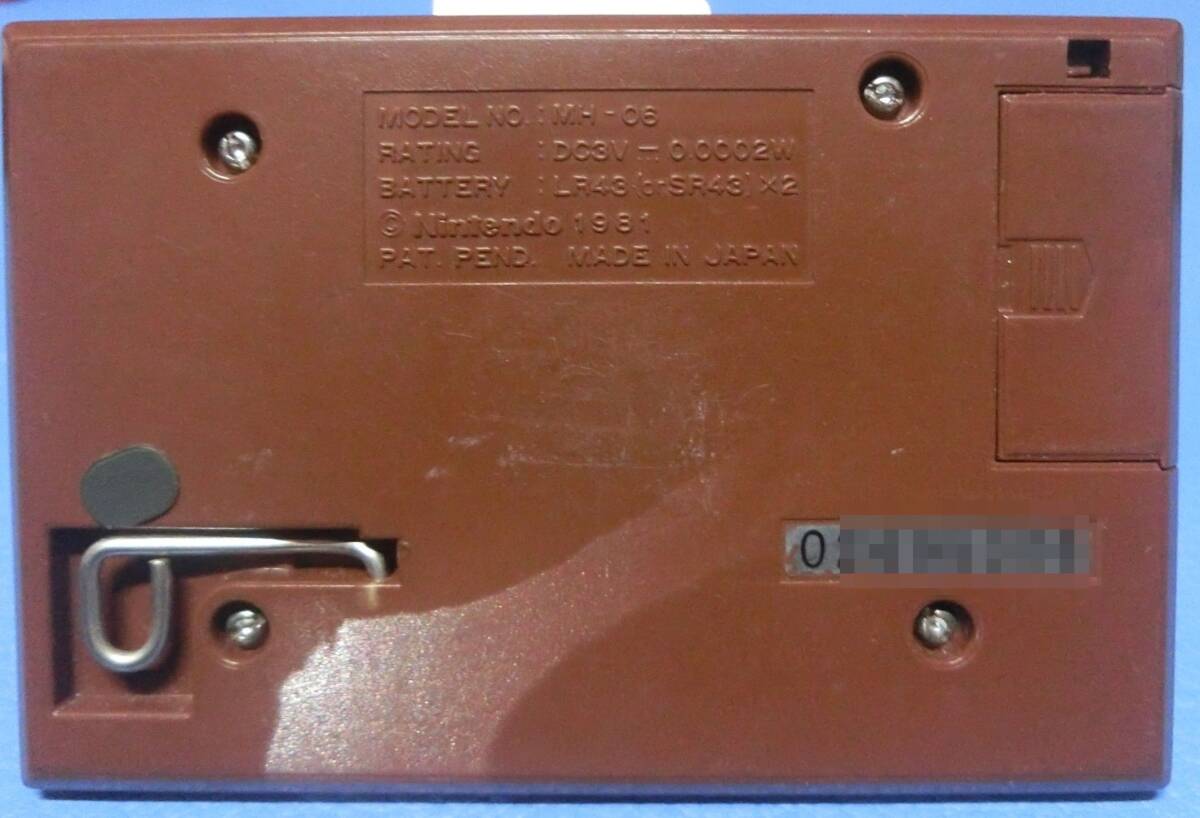 MODEL NO. : MH - 06
RATING : DC3V ⎓ 0.0002W
BATTERY : LR43 (or SR43) ×2
© Nintendo 1981
PAT. PEND. MADE IN JAPAN
0